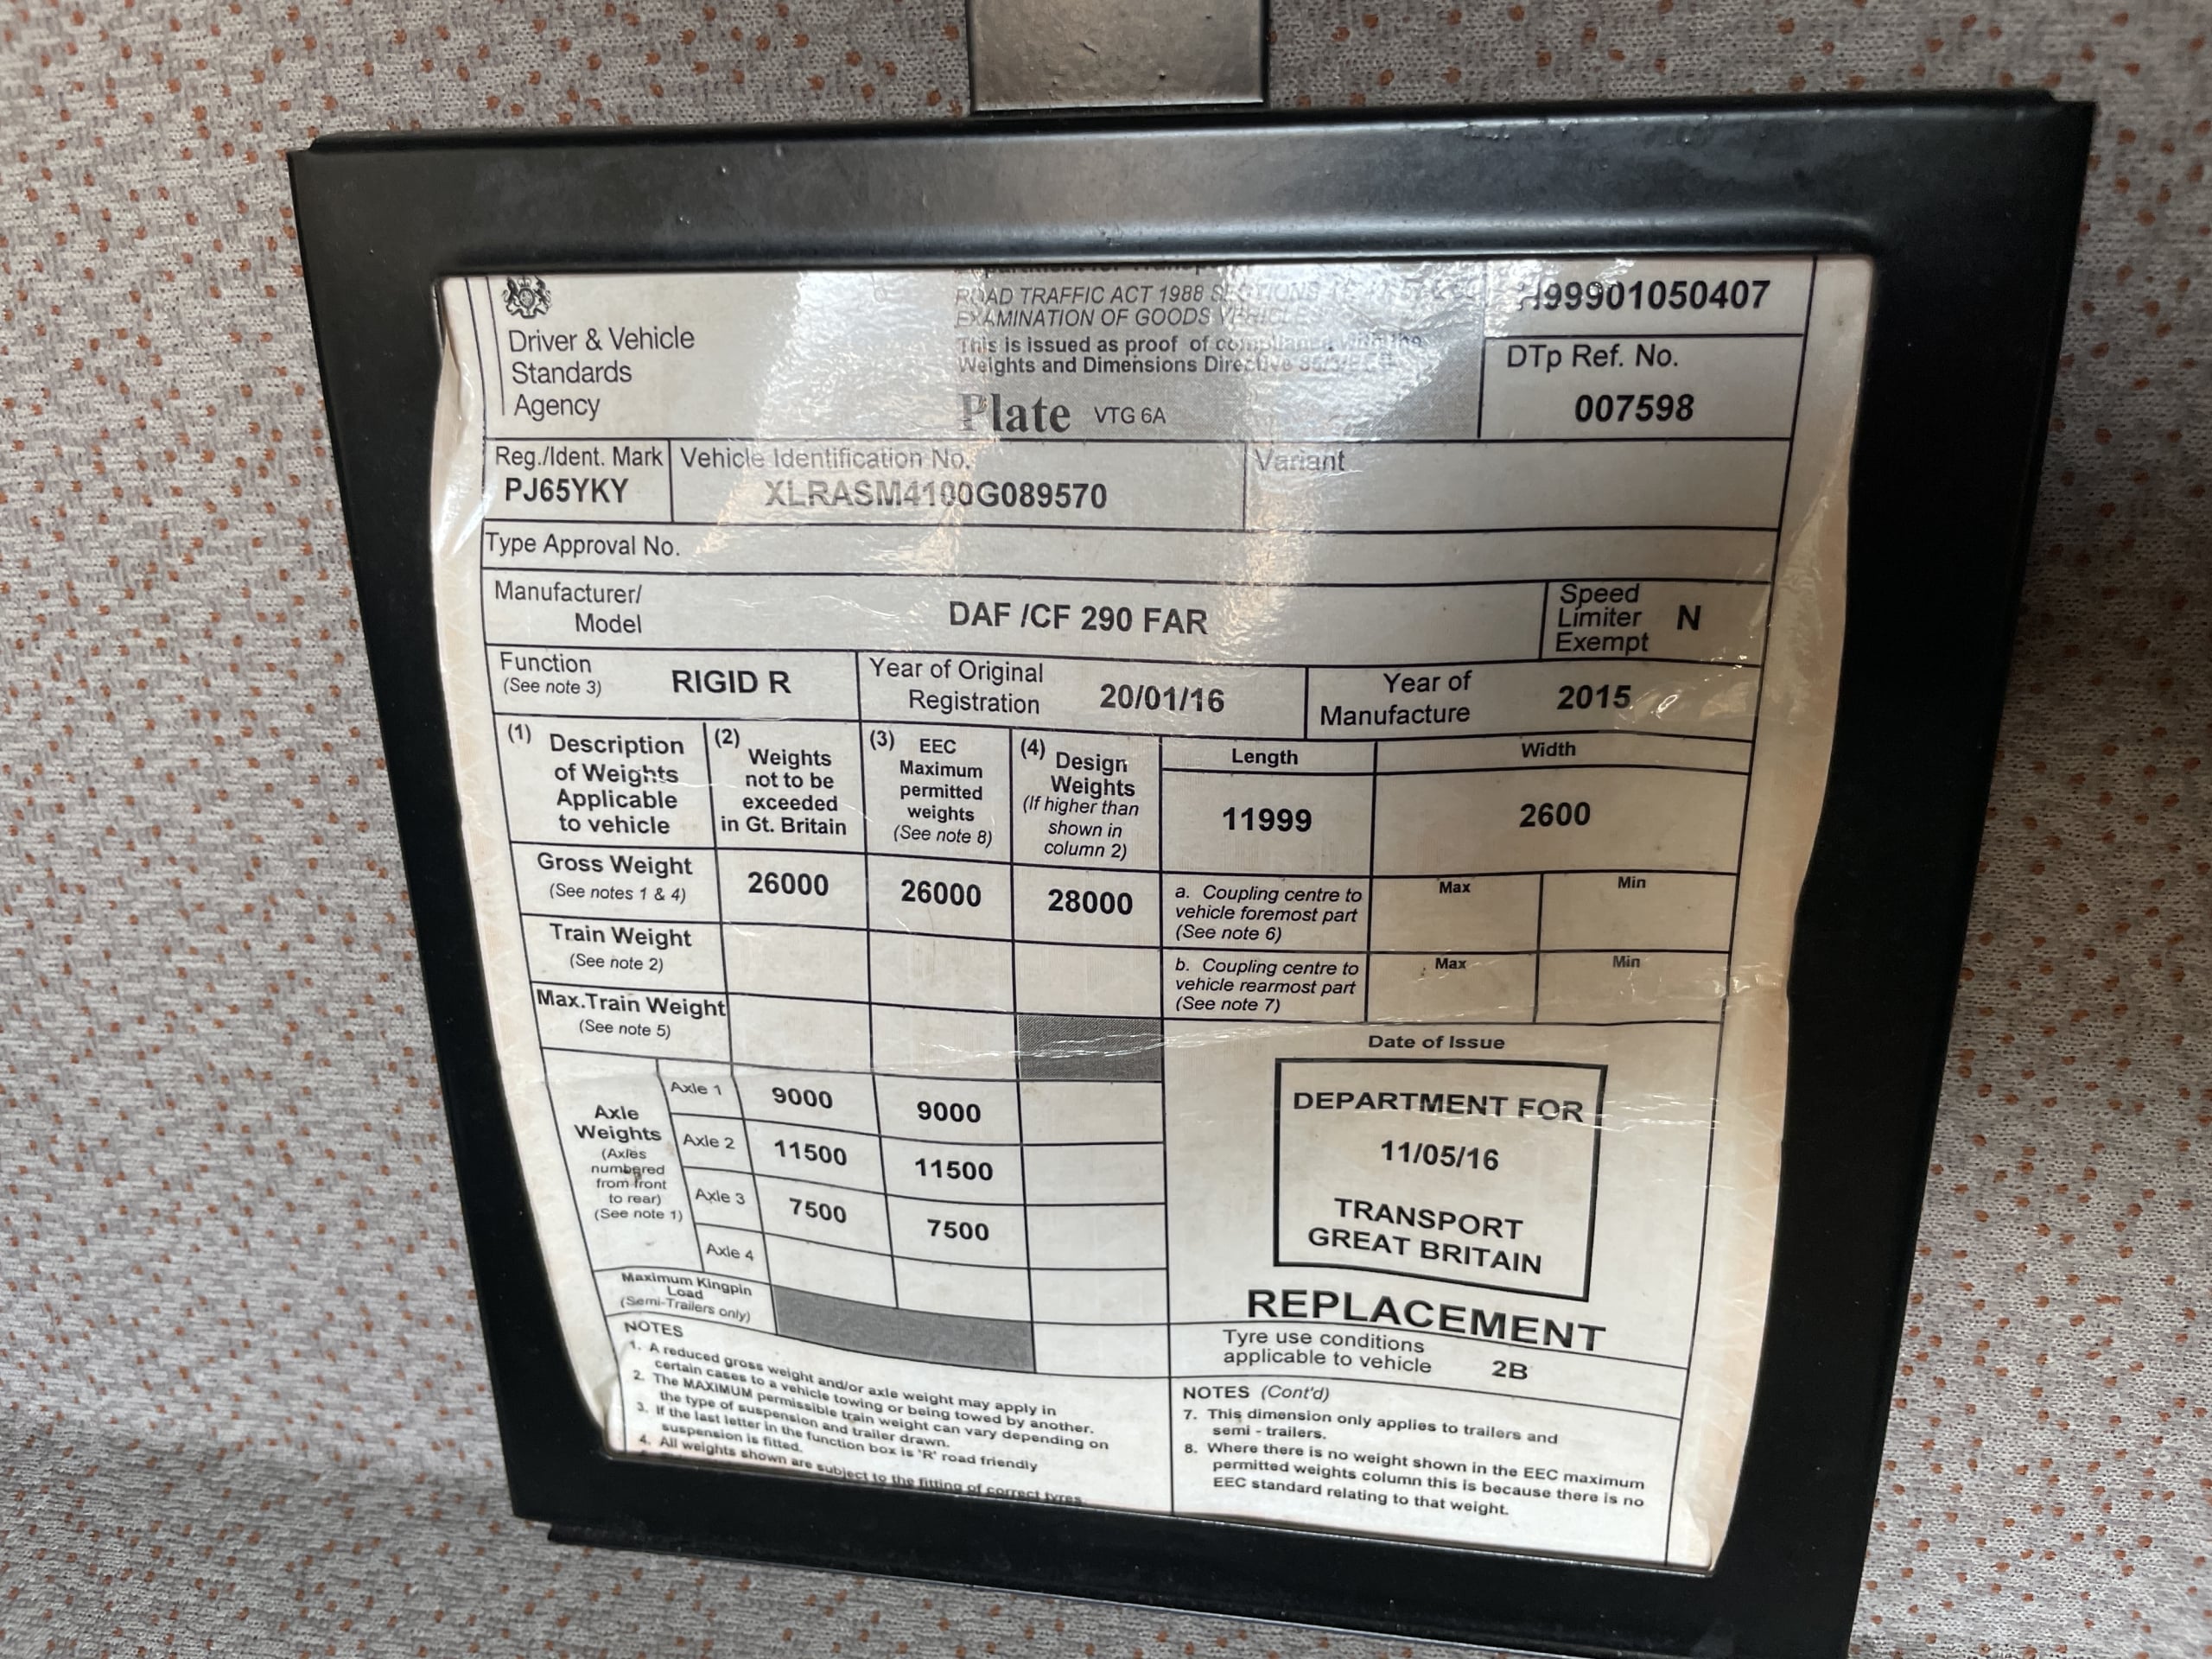 Driver & Vehicle
Standards
Agency
ROAD TRAFFIC ACT 1988
EXAMINATION OF GOODS VEHICLES
This is issued as proof of compliance with the
Weights and Dimensions Directive
Plate VTG 6A
99901050407
DTp Ref. No.
007598
Reg./Ident. Mark
PJ65YKY
Vehicle Identification No.
XLRASM4100G089570
Variant
Type Approval No.
Manufacturer/
Model
DAF /CF 290 FAR
Speed
Limiter
Exempt
N
Function
(See note 3)
RIGID R
Year of Original
Registration
20/01/16
Year of
Manufacture
2015
(1) Description
of Weights
Applicable
to vehicle
(2) Weights
not to be
exceeded
in Gt. Britain
(3) EEC
Maximum
permitted
weights
(See note 8)
(4) Design
Weights
(If higher than
shown in
column 2)
Length
11999
Width
2600
Gross Weight
(See notes 1 & 4)
26000
26000
28000
a. Coupling centre to
vehicle foremost part
(See note 6)
Max
Min
Train Weight
(See note 2)
b. Coupling centre to
vehicle rearmost part
(See note 7)
Max
Min
Max.Train Weight
(See note 5)
Axle
Weights
(Axles
numbered
from front
to rear)
(See note 1)
Axle 1
9000
9000
Axle 2
11500
11500
Axle 3
7500
7500
Axle 4
Maximum Kingpin
Load
(Semi-Trailers only)
Date of Issue
DEPARTMENT FOR
11/05/16
TRANSPORT
GREAT BRITAIN
REPLACEMENT
Tyre use conditions
applicable to vehicle
2B
NOTES
1. A reduced gross weight and/or axle weight may apply in
certain cases to a vehicle towing or being towed by another.
2. The MAXIMUM permissible train weight can vary depending on
the type of suspension and trailer drawn.
3. If the last letter in the function box is 'R' road friendly
suspension is fitted.
4. All weights shown are subject to the fitting of correct tyres
NOTES (Cont'd)
7. This dimension only applies to trailers and
semi - trailers.
8. Where there is no weight shown in the EEC maximum
permitted weights column this is because there is no
EEC standard relating to that weight.